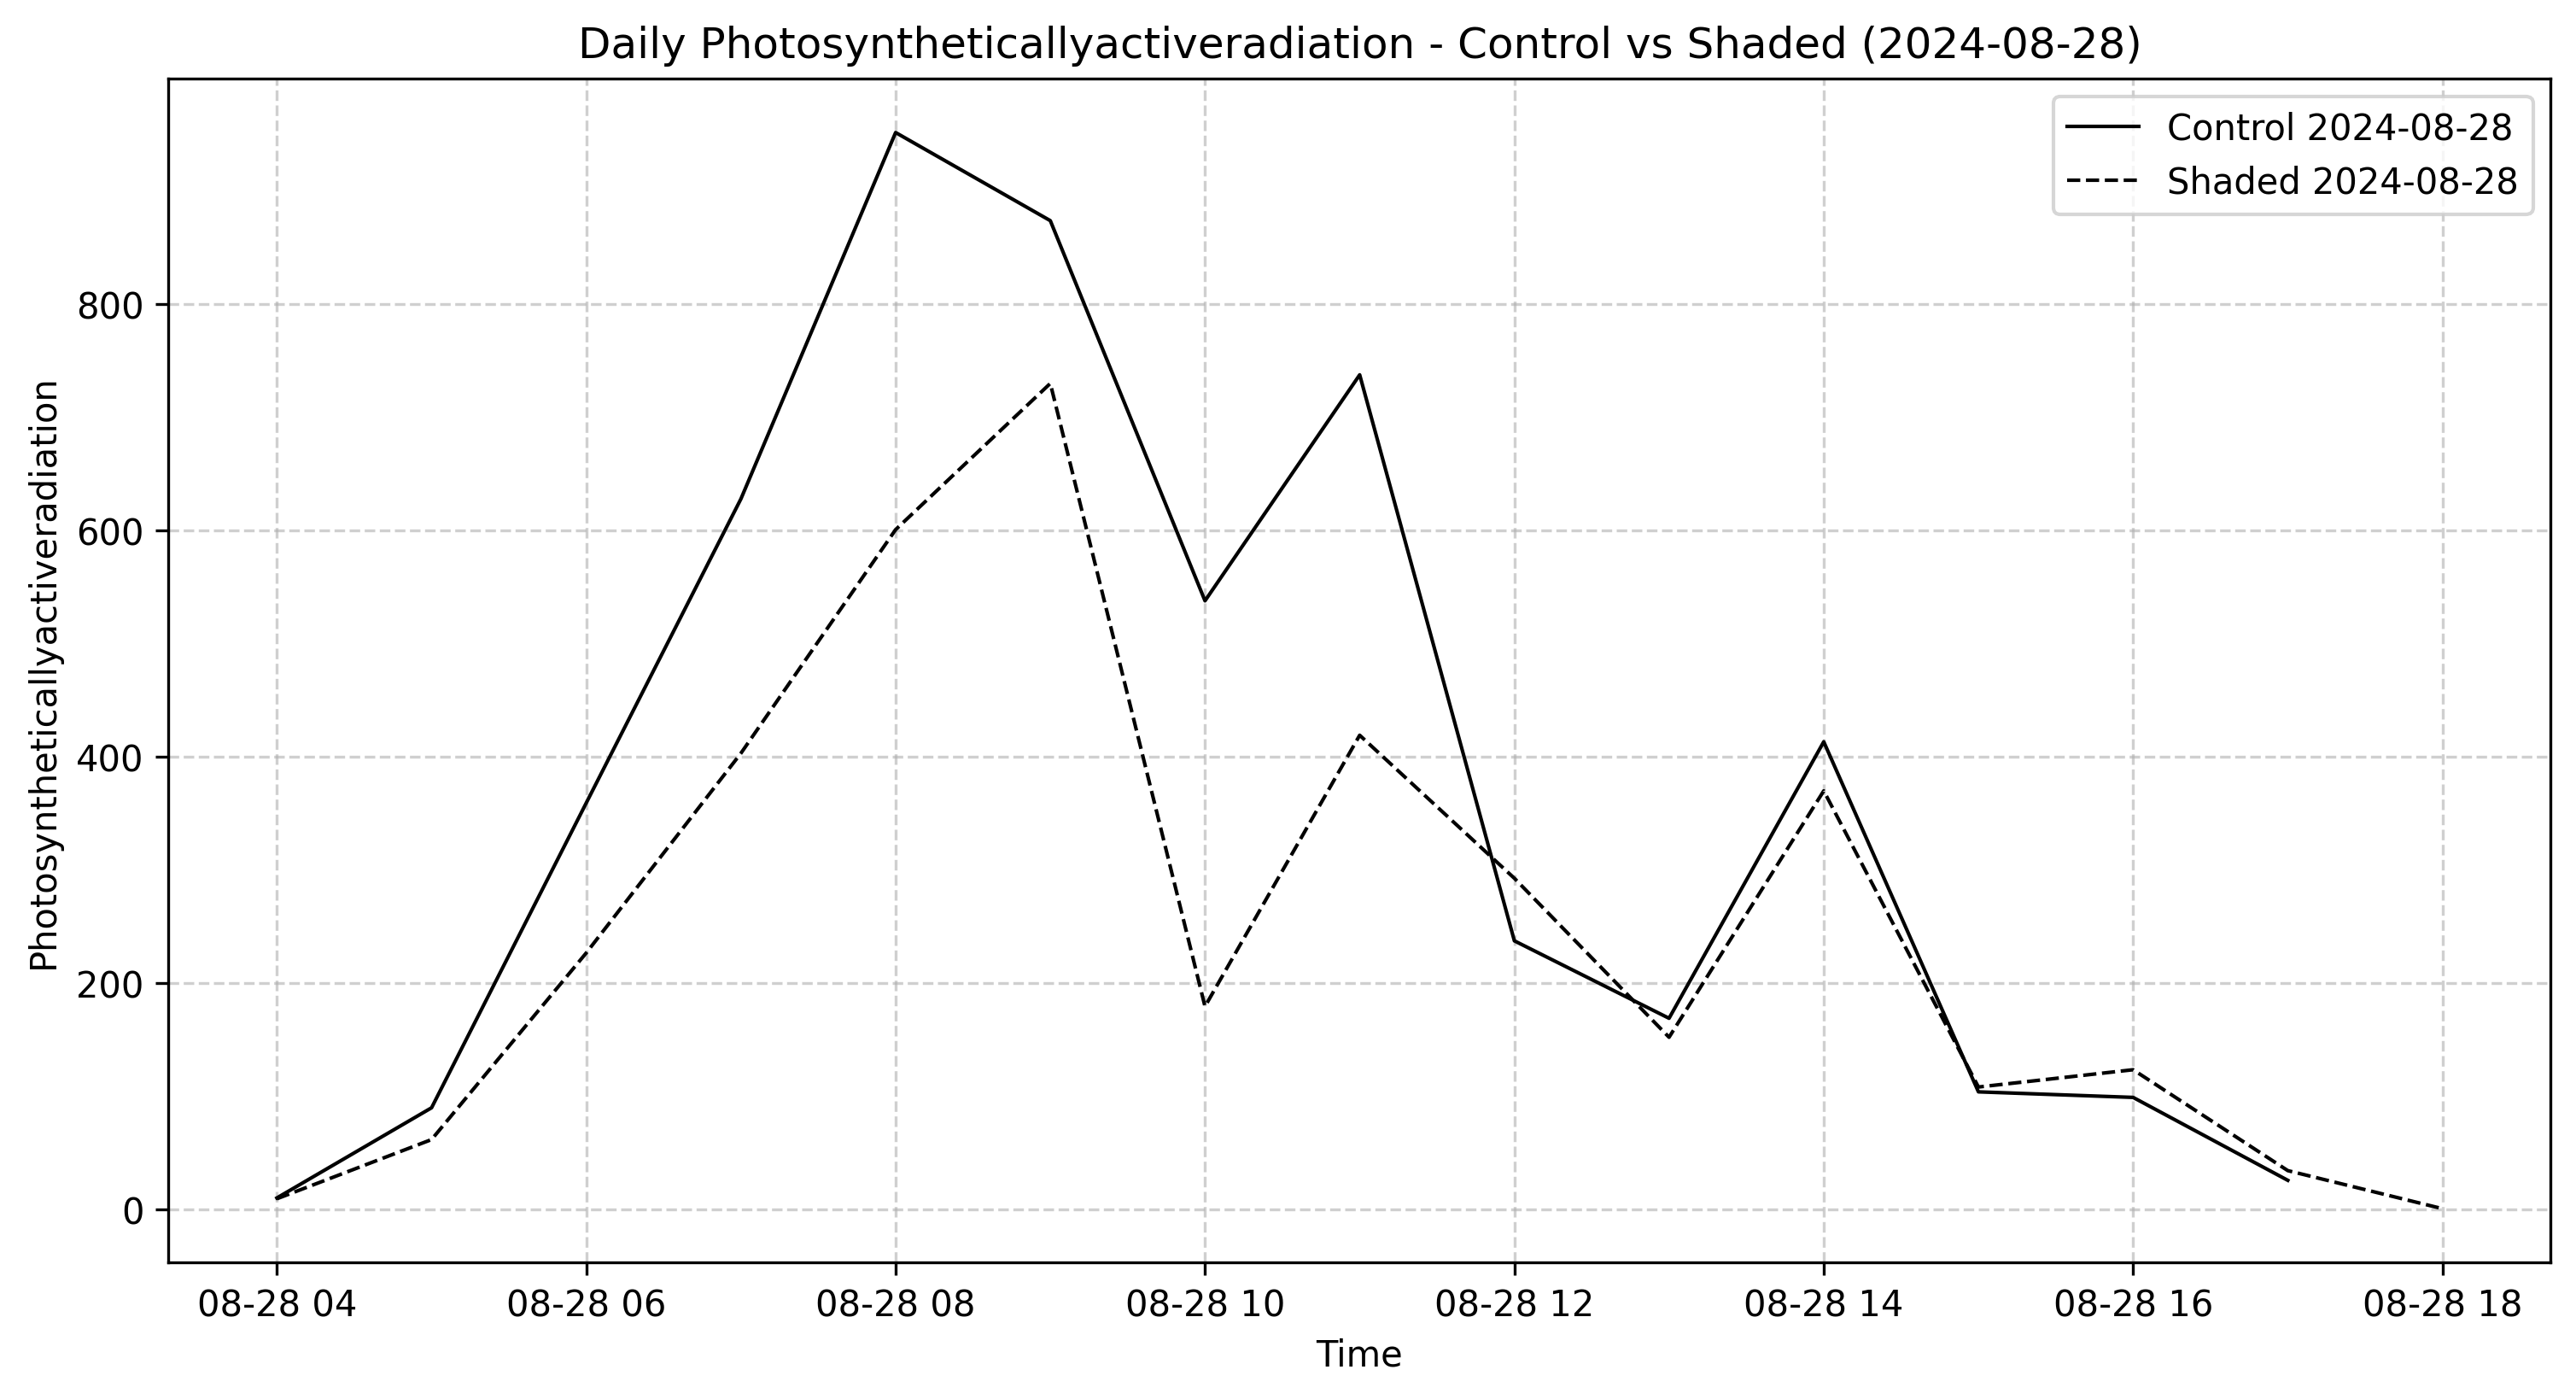 Daily Photosyntheticallyactiveradiation - Control vs Shaded (2024-08-28)
Control 2024-08-28
Shaded 2024-08-28
Photosyntheticallyactiveradiation
800
600
400
200
0
08-28 04
08-28 06
08-28 08
08-28 10
08-28 12
08-28 14
08-28 16
08-28 18
Time